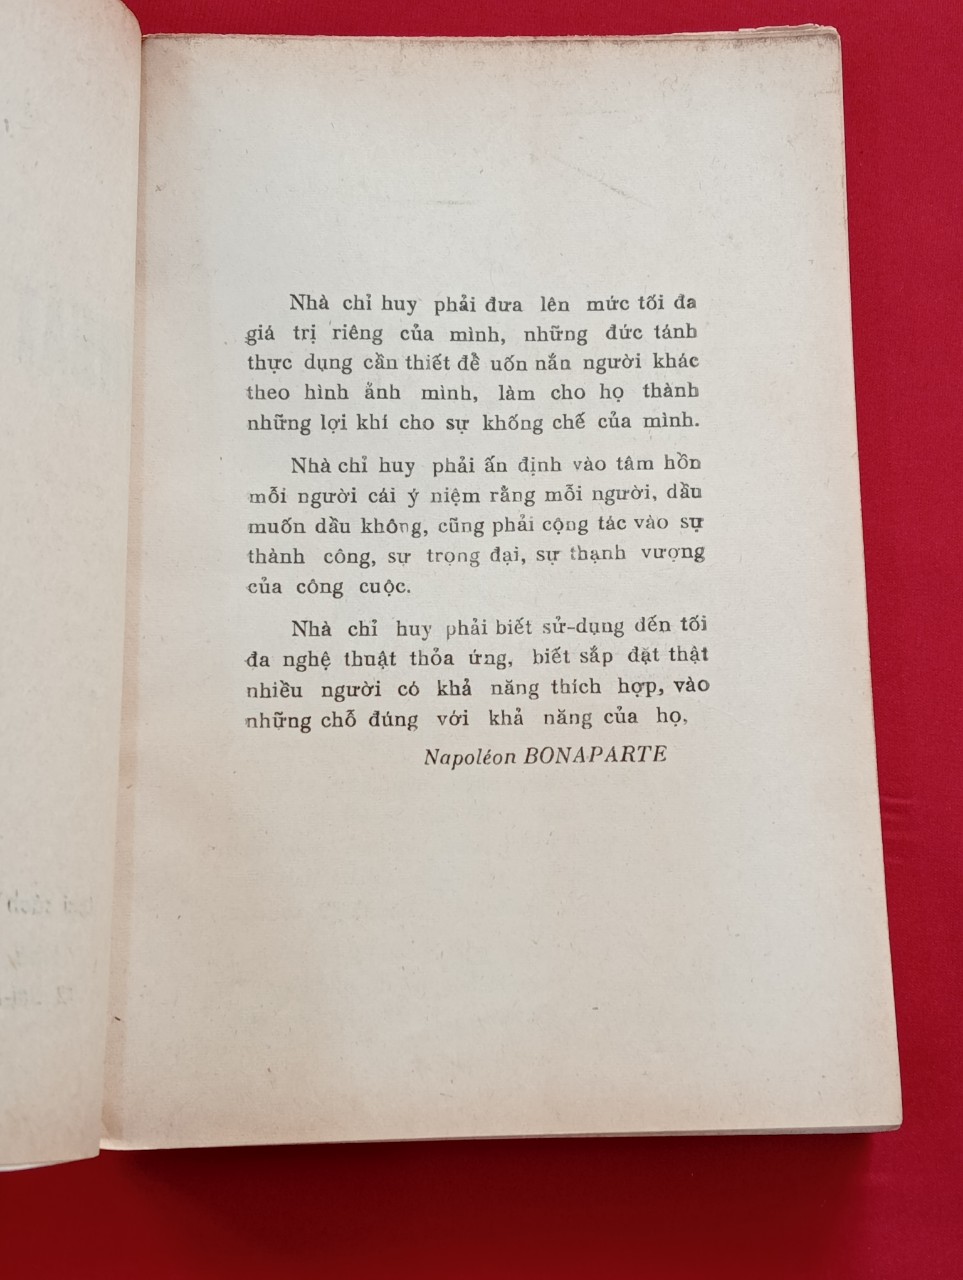 Nhà chỉ huy phải đưa lên mức tối đa
giá trị riêng của mình, những đức tánh
thực dụng cần thiết để uốn nắn người khác
theo hình ảnh mình, làm cho họ thành
những lợi khí cho sự khống chế của mình.
Nhà chỉ huy phải ấn định vào tâm hồn
mỗi người cái ý niệm rằng mỗi người, dầu
muốn dầu không, cũng phải cộng tác vào sự
thành công, sự trọng đại, sự thạnh vượng
của công cuộc.
Nhà chỉ huy phải biết sử-dụng đến tối
đa nghệ thuật thỏa ứng, biết sắp đặt thật
nhiều người có khả năng thích hợp, vào
những chỗ đúng với khả năng của họ,
Napoléon BONAPARTE